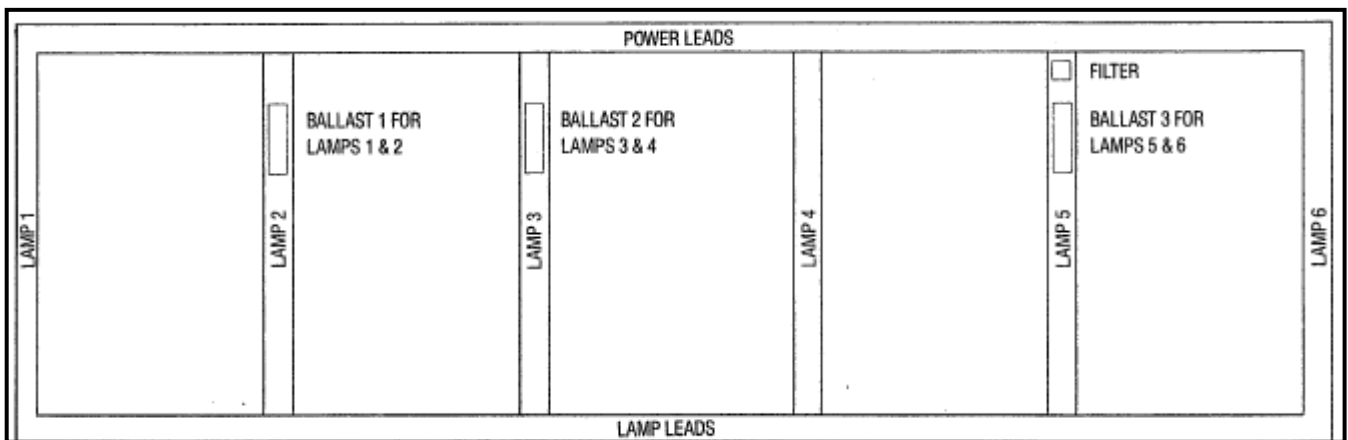 POWER LEADS
FILTER
BALLAST 1 FOR
LAMPS 1 & 2
BALLAST 2 FOR
LAMPS 3 & 4
BALLAST 3 FOR
LAMPS 5 & 6
LAMP 1
LAMP 2
LAMP 3
LAMP 4
LAMP 5
LAMP 6
LAMP LEADS